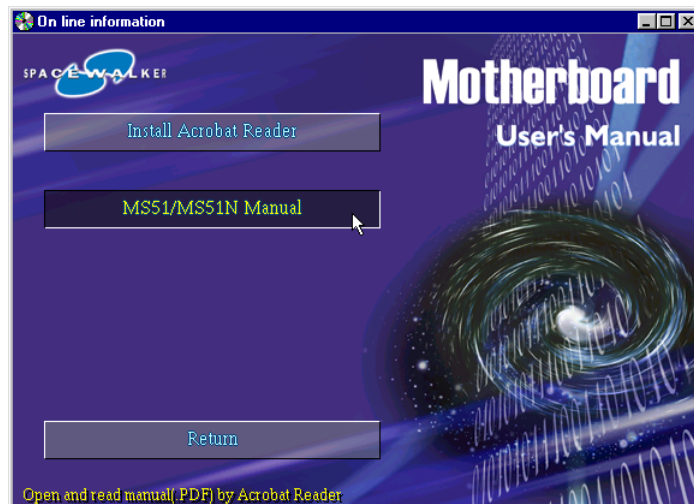 On line information
SPACEWALKER
Motherboard
User's Manual
Install Acrobat Reader
MS51/MS51N Manual
Return
Open and read manual(.PDF) by Acrobat Reader